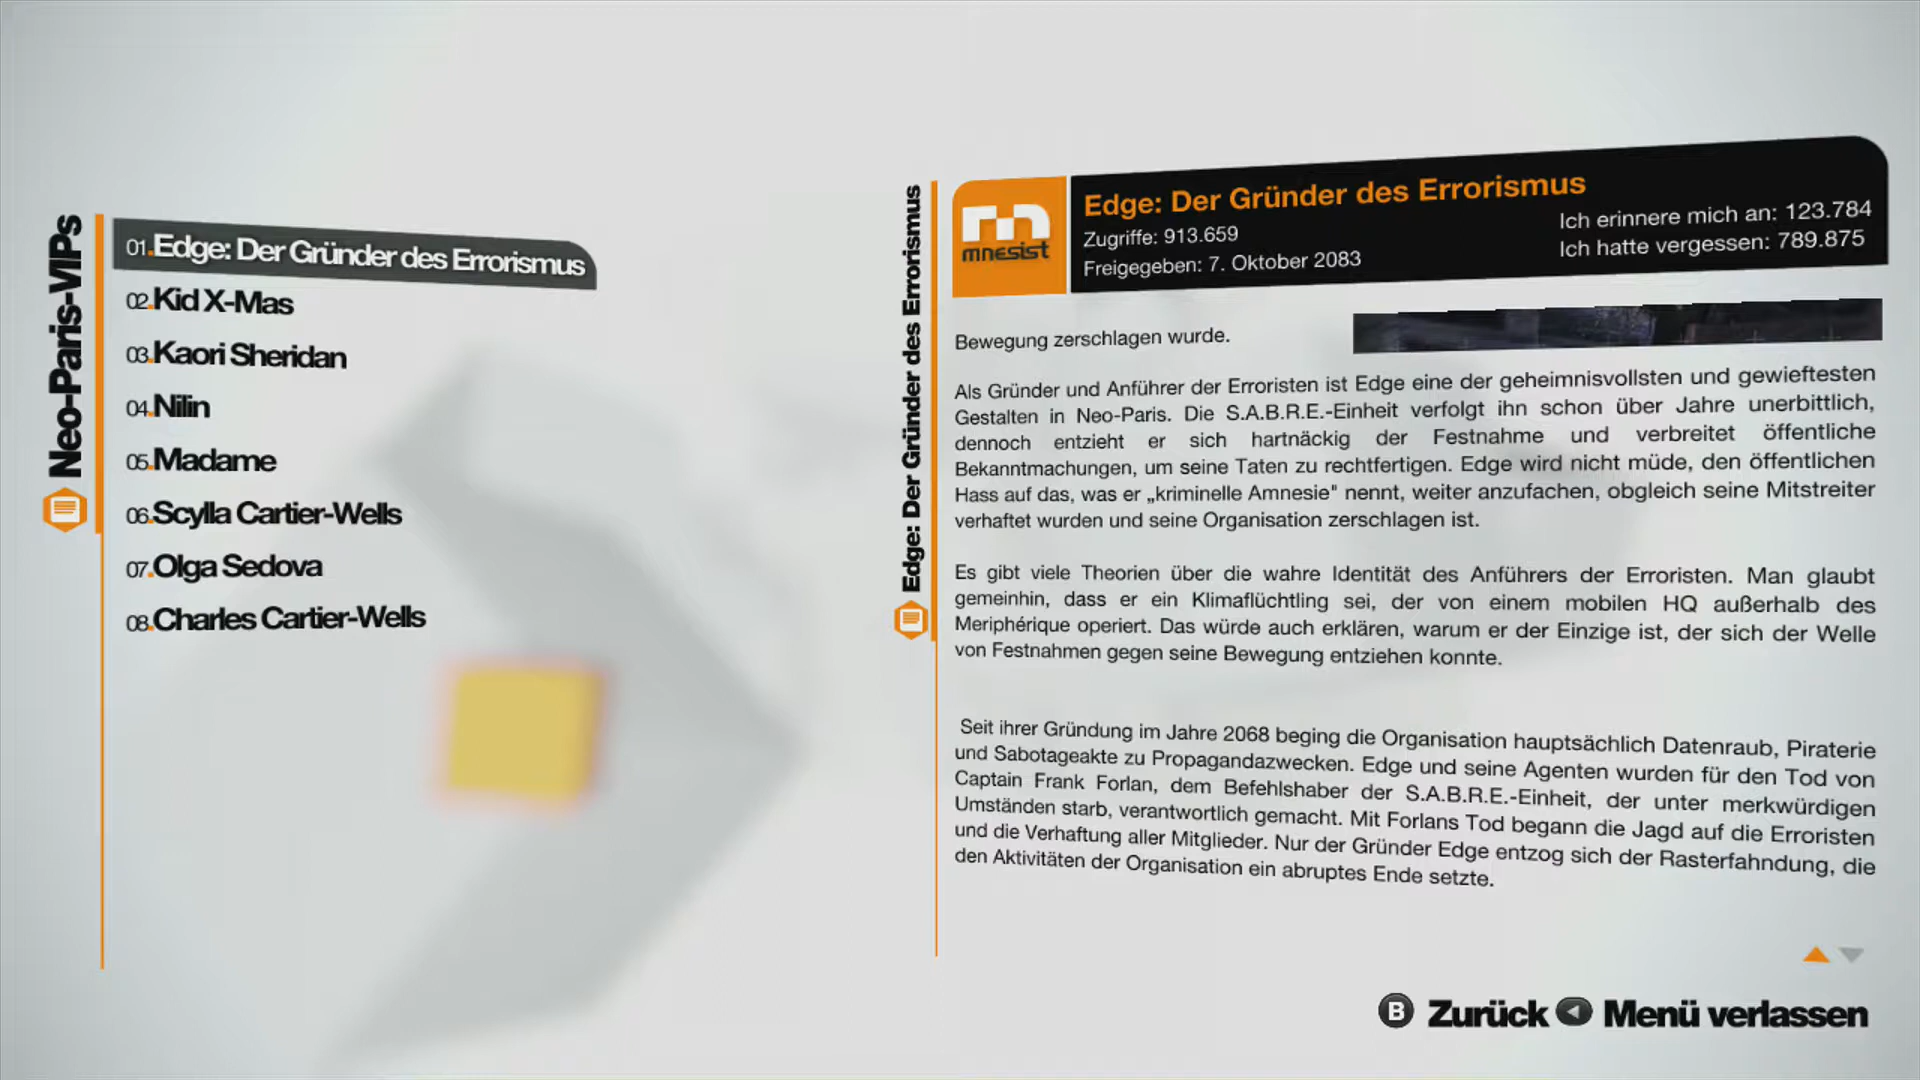 Neo-Paris-VIPs
01.Edge: Der Gründer des Errorismus
02.Kid X-Mas
03.Kaori Sheridan
04.Nilin
05.Madame
06.Scylla Cartier-Wells
07.Olga Sedova
08.Charles Cartier-Wells
Edge: Der Gründer des Errorismus
mnesist
Edge: Der Gründer des Errorismus
Zugriffe: 913.659
Freigegeben: 7. Oktober 2083
Ich erinnere mich an: 123.784
Ich hatte vergessen: 789.875
Bewegung zerschlagen wurde.
Als Gründer und Anführer der Erroristen ist Edge eine der geheimnisvollsten und gewieftesten
Gestalten in Neo-Paris. Die S.A.B.R.E.-Einheit verfolgt ihn schon über Jahre unerbittlich,
dennoch entzieht er sich hartnäckig der Festnahme und verbreitet öffentliche
Bekanntmachungen, um seine Taten zu rechtfertigen. Edge wird nicht müde, den öffentlichen
Hass auf das, was er „kriminelle Amnesie" nennt, weiter anzufachen, obgleich seine Mitstreiter
verhaftet wurden und seine Organisation zerschlagen ist.
Es gibt viele Theorien über die wahre Identität des Anführers der Erroristen. Man glaubt
gemeinhin, dass er ein Klimaflüchtling sei, der von einem mobilen HQ außerhalb des
Meriphérique operiert. Das würde auch erklären, warum er der Einzige ist, der sich der Welle
von Festnahmen gegen seine Bewegung entziehen konnte.
Seit ihrer Gründung im Jahre 2068 beging die Organisation hauptsächlich Datenraub, Piraterie
und Sabotageakte zu Propagandazwecken. Edge und seine Agenten wurden für den Tod von
Captain Frank Forlan, dem Befehlshaber der S.A.B.R.E.-Einheit, der unter merkwürdigen
Umständen starb, verantwortlich gemacht. Mit Forlans Tod begann die Jagd auf die Erroristen
und die Verhaftung aller Mitglieder. Nur der Gründer Edge entzog sich der Rasterfahndung, die
den Aktivitäten der Organisation ein abruptes Ende setzte.
B Zurück Menü verlassen